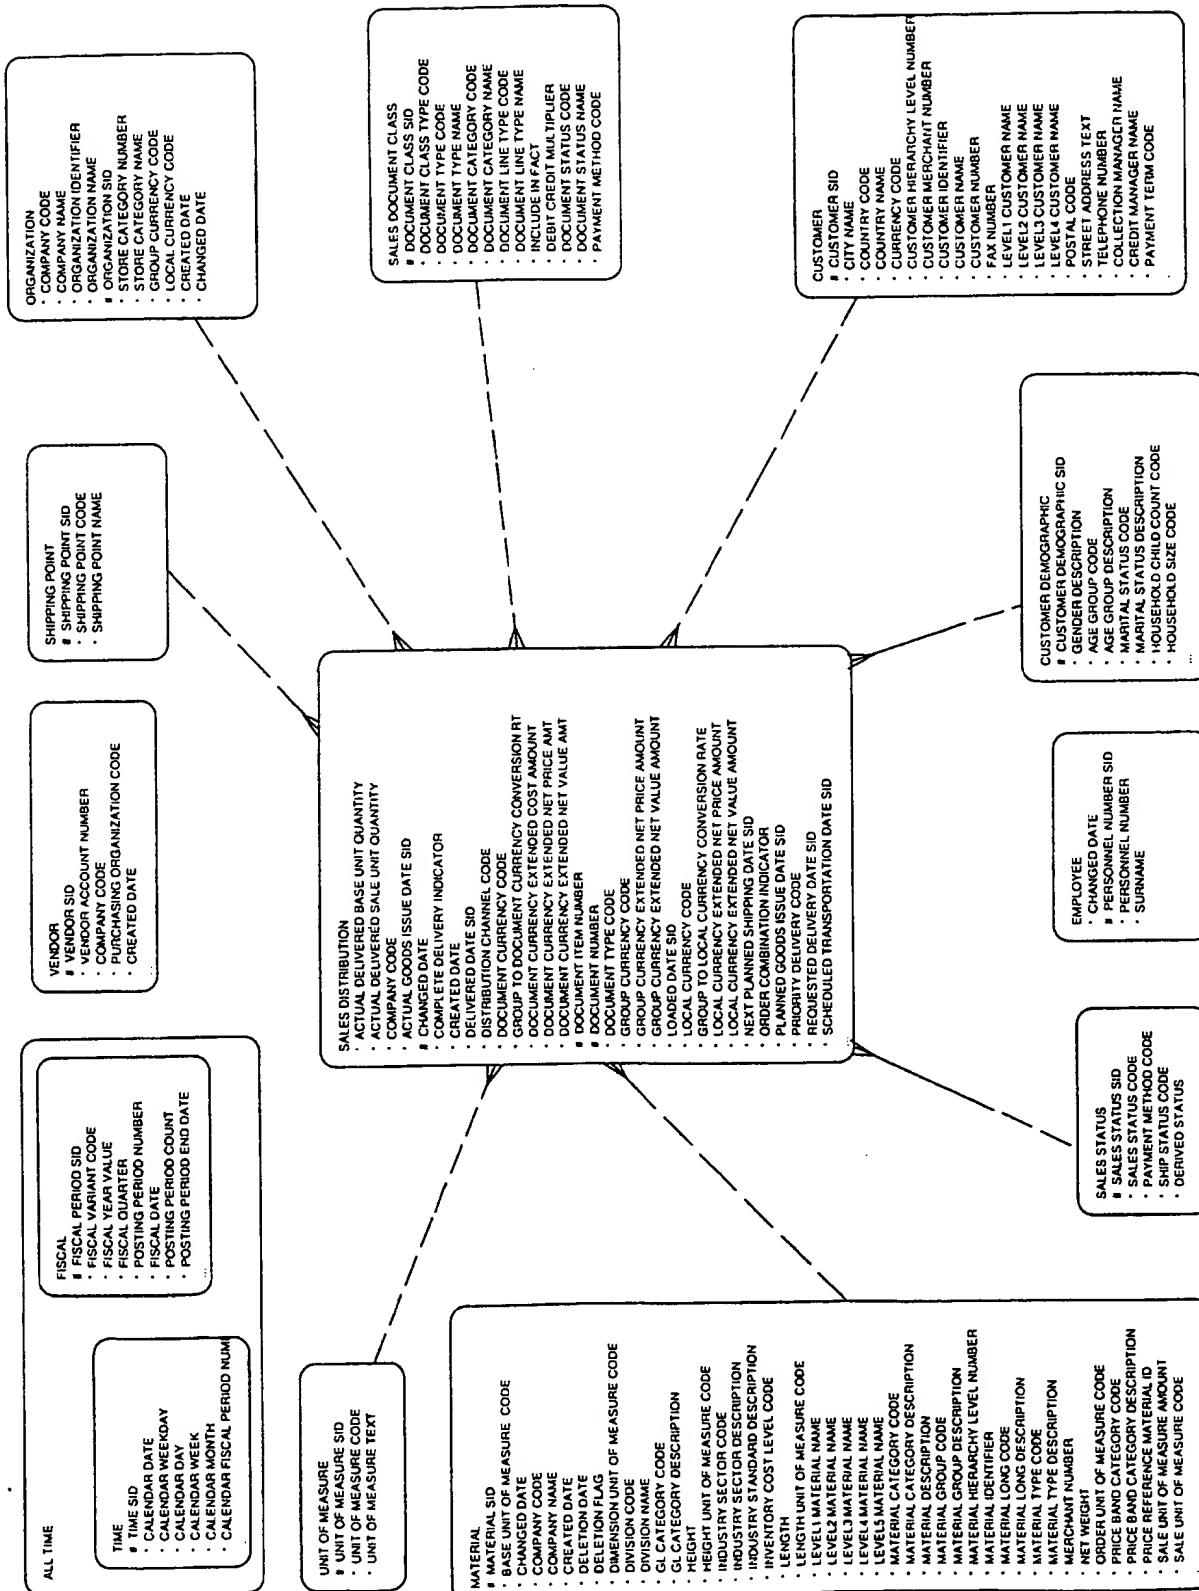 ALL TIME
TIME
# TIME SID
· CALENDAR DATE
· CALENDAR WEEKDAY
· CALENDAR DAY
· CALENDAR WEEK
· CALENDAR MONTH
· CALENDAR FISCAL PERIOD NUM
FISCAL
# FISCAL PERIOD SID
· FISCAL VARIANT CODE
· FISCAL YEAR VALUE
· FISCAL QUARTER
· POSTING PERIOD NUMBER
· FISCAL DATE
· POSTING PERIOD COUNT
· POSTING PERIOD END DATE
...
VENDOR
# VENDOR SID
· VENDOR ACCOUNT NUMBER
· COMPANY CODE
· PURCHASING ORGANIZATION CODE
· CREATED DATE
SHIPPING POINT
# SHIPPING POINT SID
· SHIPPING POINT CODE
· SHIPPING POINT NAME
ORGANIZATION
· COMPANY CODE
· COMPANY NAME
· ORGANIZATION IDENTIFIER
· ORGANIZATION NAME
# ORGANIZATION SID
· STORE CATEGORY NUMBER
· STORE CATEGORY NAME
· GROUP CURRENCY CODE
· LOCAL CURRENCY CODE
· CREATED DATE
· CHANGED DATE
UNIT OF MEASURE
# UNIT OF MEASURE SID
· UNIT OF MEASURE CODE
· UNIT OF MEASURE TEXT
SALES DISTRIBUTION
· ACTUAL DELIVERED BASE UNIT QUANTITY
· ACTUAL DELIVERED SALE UNIT QUANTITY
· COMPANY CODE
· ACTUAL GOODS ISSUE DATE SID
# CHANGED DATE
· COMPLETE DELIVERY INDICATOR
· CREATED DATE
· DELIVERED DATE SID
· DISTRIBUTION CHANNEL CODE
· DOCUMENT CURRENCY CODE
· GROUP TO DOCUMENT CURRENCY CONVERSION RT
· DOCUMENT CURRENCY EXTENDED COST AMOUNT
· DOCUMENT CURRENCY EXTENDED NET PRICE AMT
· DOCUMENT CURRENCY EXTENDED NET VALUE AMT
# DOCUMENT ITEM NUMBER
# DOCUMENT NUMBER
· DOCUMENT TYPE CODE
· GROUP CURRENCY CODE
· GROUP CURRENCY EXTENDED NET PRICE AMOUNT
· GROUP CURRENCY EXTENDED NET VALUE AMOUNT
· LOADED DATE SID
· LOCAL CURRENCY CODE
· GROUP TO LOCAL CURRENCY CONVERSION RATE
· LOCAL CURRENCY EXTENDED NET PRICE AMOUNT
· LOCAL CURRENCY EXTENDED NET VALUE AMOUNT
· NEXT PLANNED SHIPPING DATE SID
· ORDER COMBINATION INDICATOR
· PLANNED GOODS ISSUE DATE SID
· PRIORITY DELIVERY CODE
· REQUESTED DELIVERY DATE SID
· SCHEDULED TRANSPORTATION DATE SID
...
SALES DOCUMENT CLASS
# DOCUMENT CLASS SID
· DOCUMENT CLASS TYPE CODE
· DOCUMENT TYPE CODE
· DOCUMENT TYPE NAME
· DOCUMENT CATEGORY CODE
· DOCUMENT CATEGORY NAME
· DOCUMENT LINE TYPE CODE
· DOCUMENT LINE TYPE NAME
· INCLUDE IN FACT
· DEBIT CREDIT MULTIPLIER
· DOCUMENT STATUS CODE
· DOCUMENT STATUS NAME
· PAYMENT METHOD CODE
MATERIAL
# MATERIAL SID
· BASE UNIT OF MEASURE CODE
· CHANGED DATE
· COMPANY CODE
· COMPANY NAME
· CREATED DATE
· DELETION DATE
· DELETION FLAG
· DIMENSION UNIT OF MEASURE CODE
· DIVISION CODE
· DIVISION NAME
· GL CATEGORY CODE
· GL CATEGORY DESCRIPTION
· HEIGHT
· HEIGHT UNIT OF MEASURE CODE
· INDUSTRY SECTOR CODE
· INDUSTRY SECTOR DESCRIPTION
· INDUSTRY STANDARD DESCRIPTION
· INVENTORY COST LEVEL CODE
· LENGTH
· LENGTH UNIT OF MEASURE CODE
· LEVEL1 MATERIAL NAME
· LEVEL2 MATERIAL NAME
· LEVEL3 MATERIAL NAME
· LEVEL4 MATERIAL NAME
· LEVEL5 MATERIAL NAME
· MATERIAL CATEGORY CODE
· MATERIAL CATEGORY DESCRIPTION
· MATERIAL DESCRIPTION
· MATERIAL GROUP CODE
· MATERIAL GROUP DESCRIPTION
· MATERIAL HIERARCHY LEVEL NUMBER
· MATERIAL IDENTIFIER
· MATERIAL LONG CODE
· MATERIAL LONG DESCRIPTION
· MATERIAL TYPE CODE
· MATERIAL TYPE DESCRIPTION
· MERCHANT NUMBER
· NET WEIGHT
· ORDER UNIT OF MEASURE CODE
· PRICE BAND CATEGORY CODE
· PRICE BAND CATEGORY DESCRIPTION
· PRICE REFERENCE MATERIAL ID
· SALE UNIT OF MEASURE AMOUNT
· SALE UNIT OF MEASURE CODE
SALES STATUS
# SALES STATUS SID
· SALES STATUS CODE
· PAYMENT METHOD CODE
· SHIP STATUS CODE
· DERIVED STATUS
EMPLOYEE
· CHANGED DATE
# PERSONNEL NUMBER SID
· PERSONNEL NUMBER
· SURNAME
CUSTOMER DEMOGRAPHIC
# CUSTOMER DEMOGRAPHIC SID
· GENDER DESCRIPTION
· AGE GROUP CODE
· AGE GROUP DESCRIPTION
· MARITAL STATUS CODE
· MARITAL STATUS DESCRIPTION
· HOUSEHOLD CHILD COUNT CODE
· HOUSEHOLD SIZE CODE
...
CUSTOMER
# CUSTOMER SID
· CITY NAME
· COUNTRY CODE
· COUNTRY NAME
· CURRENCY CODE
· CUSTOMER HIERARCHY LEVEL NUMBER
· CUSTOMER MERCHANT NUMBER
· CUSTOMER IDENTIFIER
· CUSTOMER NAME
· CUSTOMER NUMBER
· FAX NUMBER
· LEVEL1 CUSTOMER NAME
· LEVEL2 CUSTOMER NAME
· LEVEL3 CUSTOMER NAME
· LEVEL4 CUSTOMER NAME
· POSTAL CODE
· STREET ADDRESS TEXT
· TELEPHONE NUMBER
· COLLECTION MANAGER NAME
· CREDIT MANAGER NAME
· PAYMENT TERM CODE